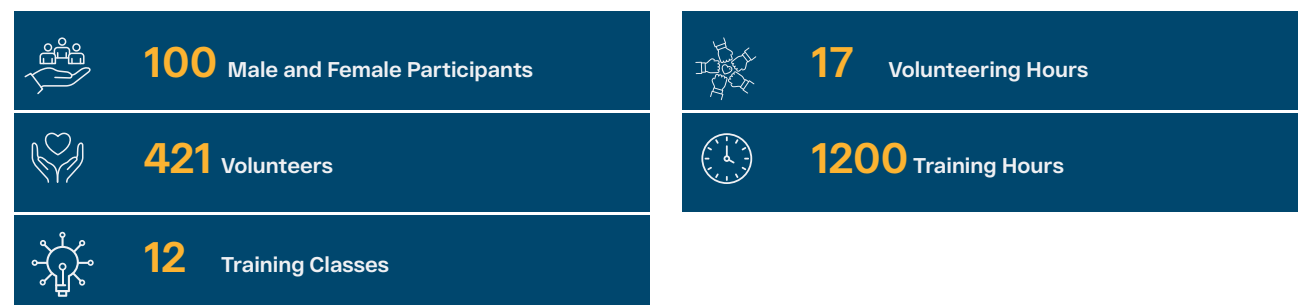 100 Male and Female Participants
421 Volunteers
12 Training Classes
17 Volunteering Hours
1200 Training Hours